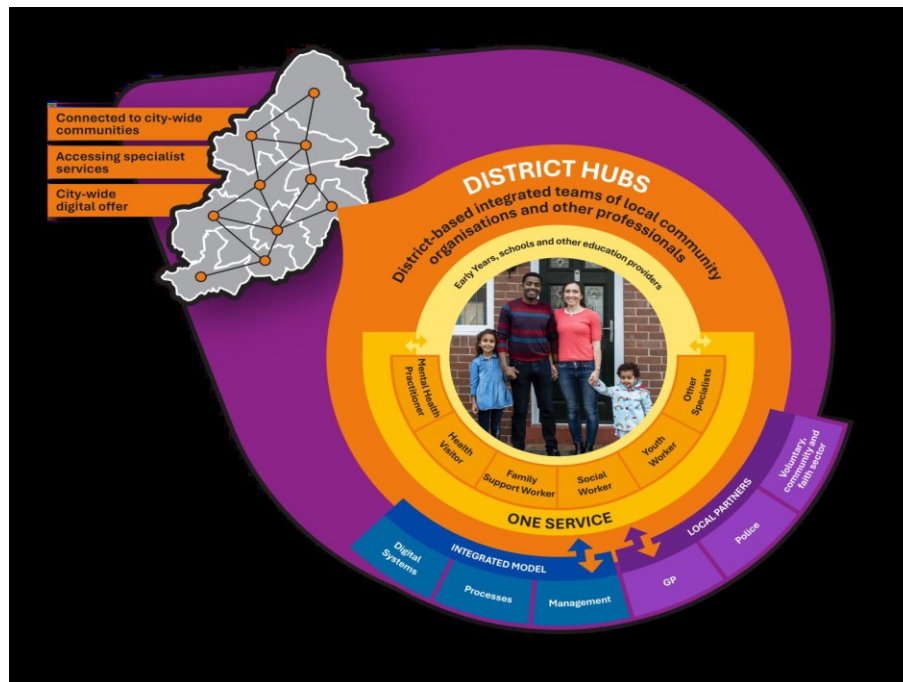 Connected to city-wide
communities
Accessing specialist
services
City-wide
digital offer
DISTRICT HUBS
District-based integrated teams of local community
organisations and other professionals
Early Years, schools and other education providers
Mental Health
Practitioner
Health
Visitor
Family
Support Worker
Social
Worker
Youth
Worker
Other
Specialists
ONE SERVICE
INTEGRATED MODEL
Digital
Systems
Processes
Management
LOCAL PARTNERS
GP
Police
Voluntary,
community and
faith sector